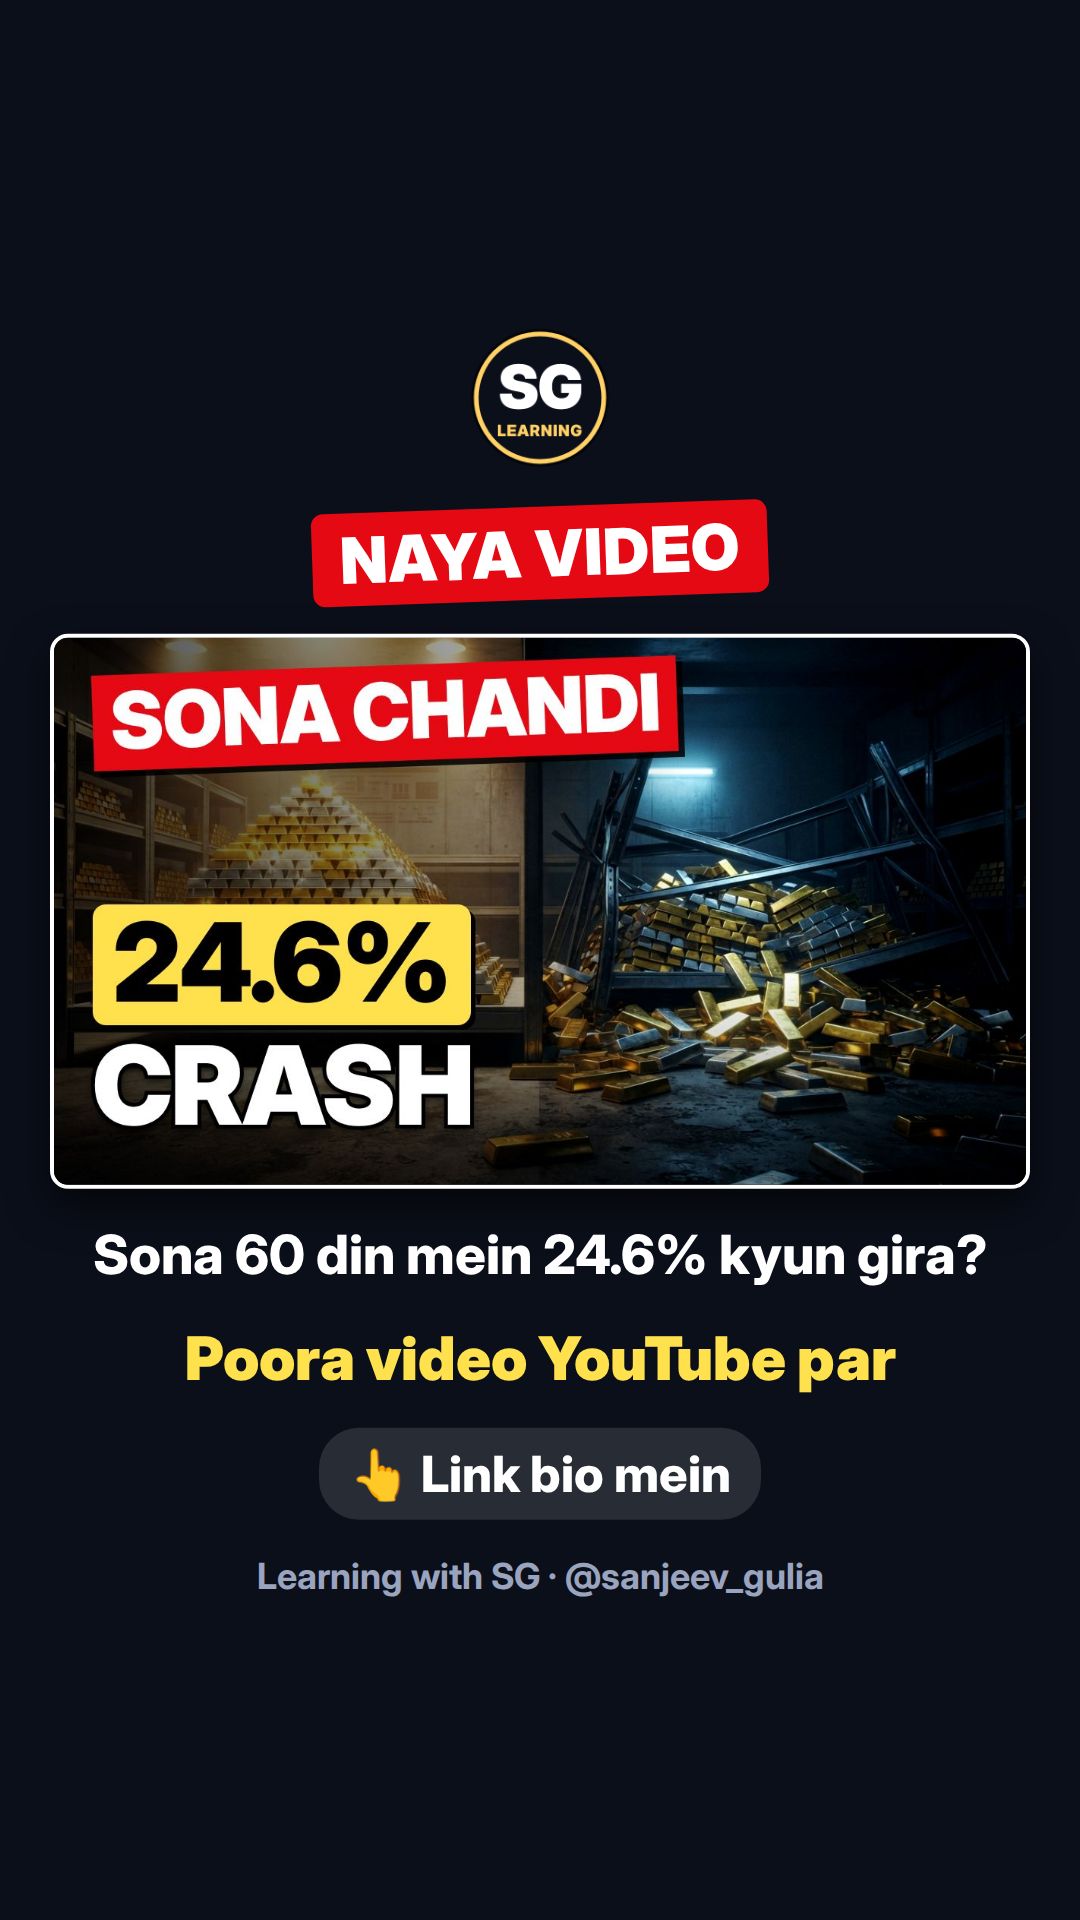 SG
LEARNING
NAYA VIDEO
SONA CHANDI
24.6%
CRASH
Sona 60 din mein 24.6% kyun gira?
Poora video YouTube par
👆 Link bio mein
Learning with SG · @sanjeev_gulia